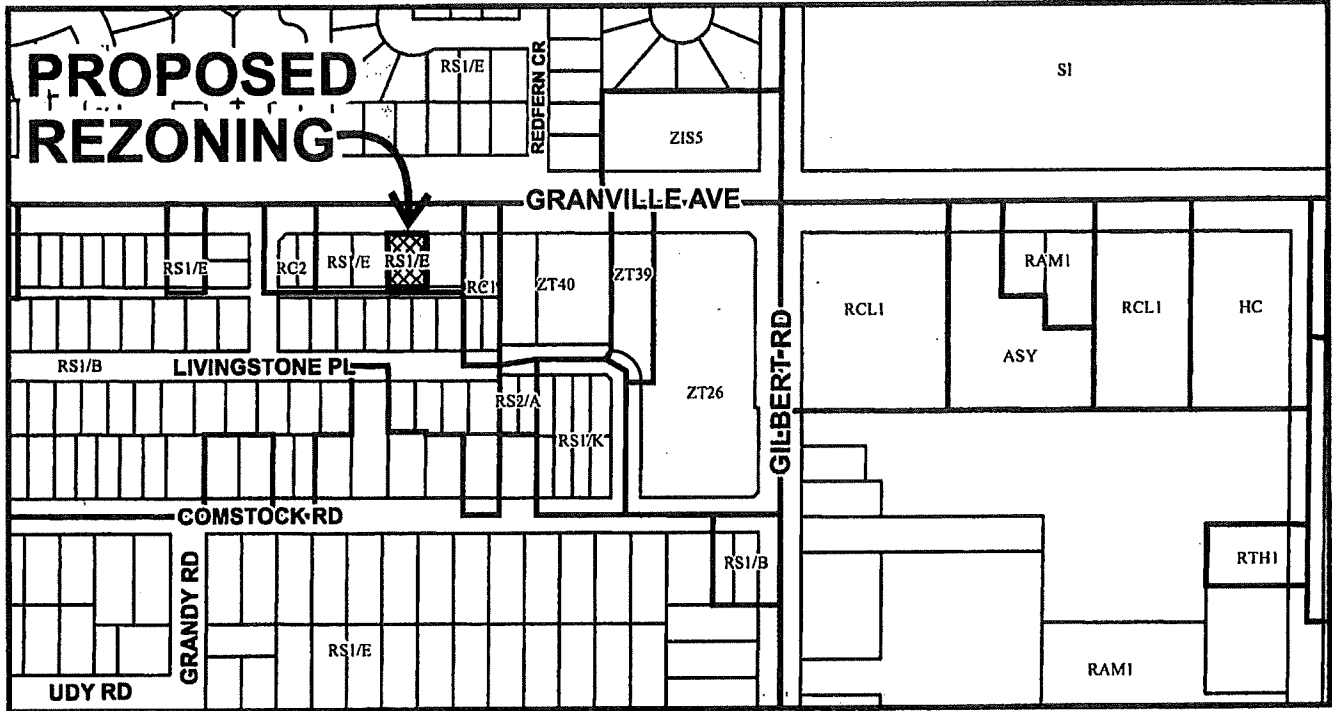 PROPOSED
REZONING
RS1/E
REDFERN CR
S1
ZIS5
GRANVILLE AVE
RS1/E
RC2
RS1/E
RS1/E
RC1
ZT40
ZT39
RCL1
RAM1
RCL1
HC
ASY
RS1/B
LIVINGSTONE PL
RS2/A
ZT26
RS1/K
GILBERT RD
COMSTOCK RD
GRANDY RD
RS1/B
RTH1
RS1/E
RAM1
UDY RD